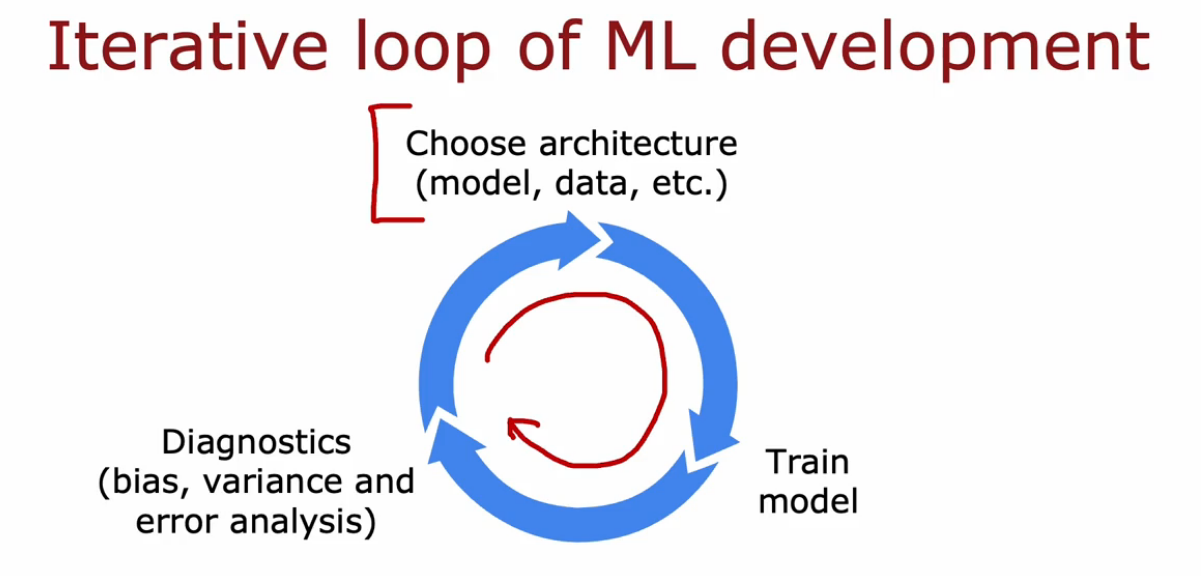 Iterative loop of ML development
Choose architecture
(model, data, etc.)
Train
model
Diagnostics
(bias, variance and
error analysis)